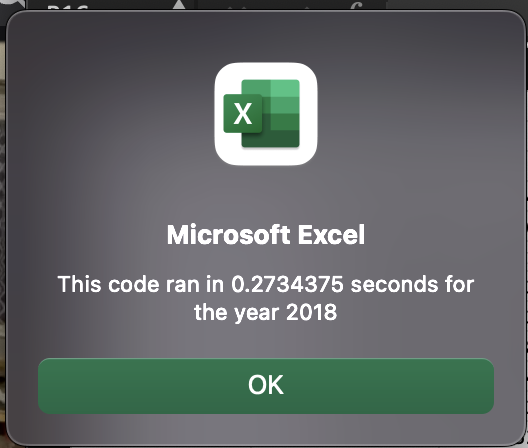 X
Microsoft Excel
This code ran in 0.2734375 seconds for
the year 2018
OK